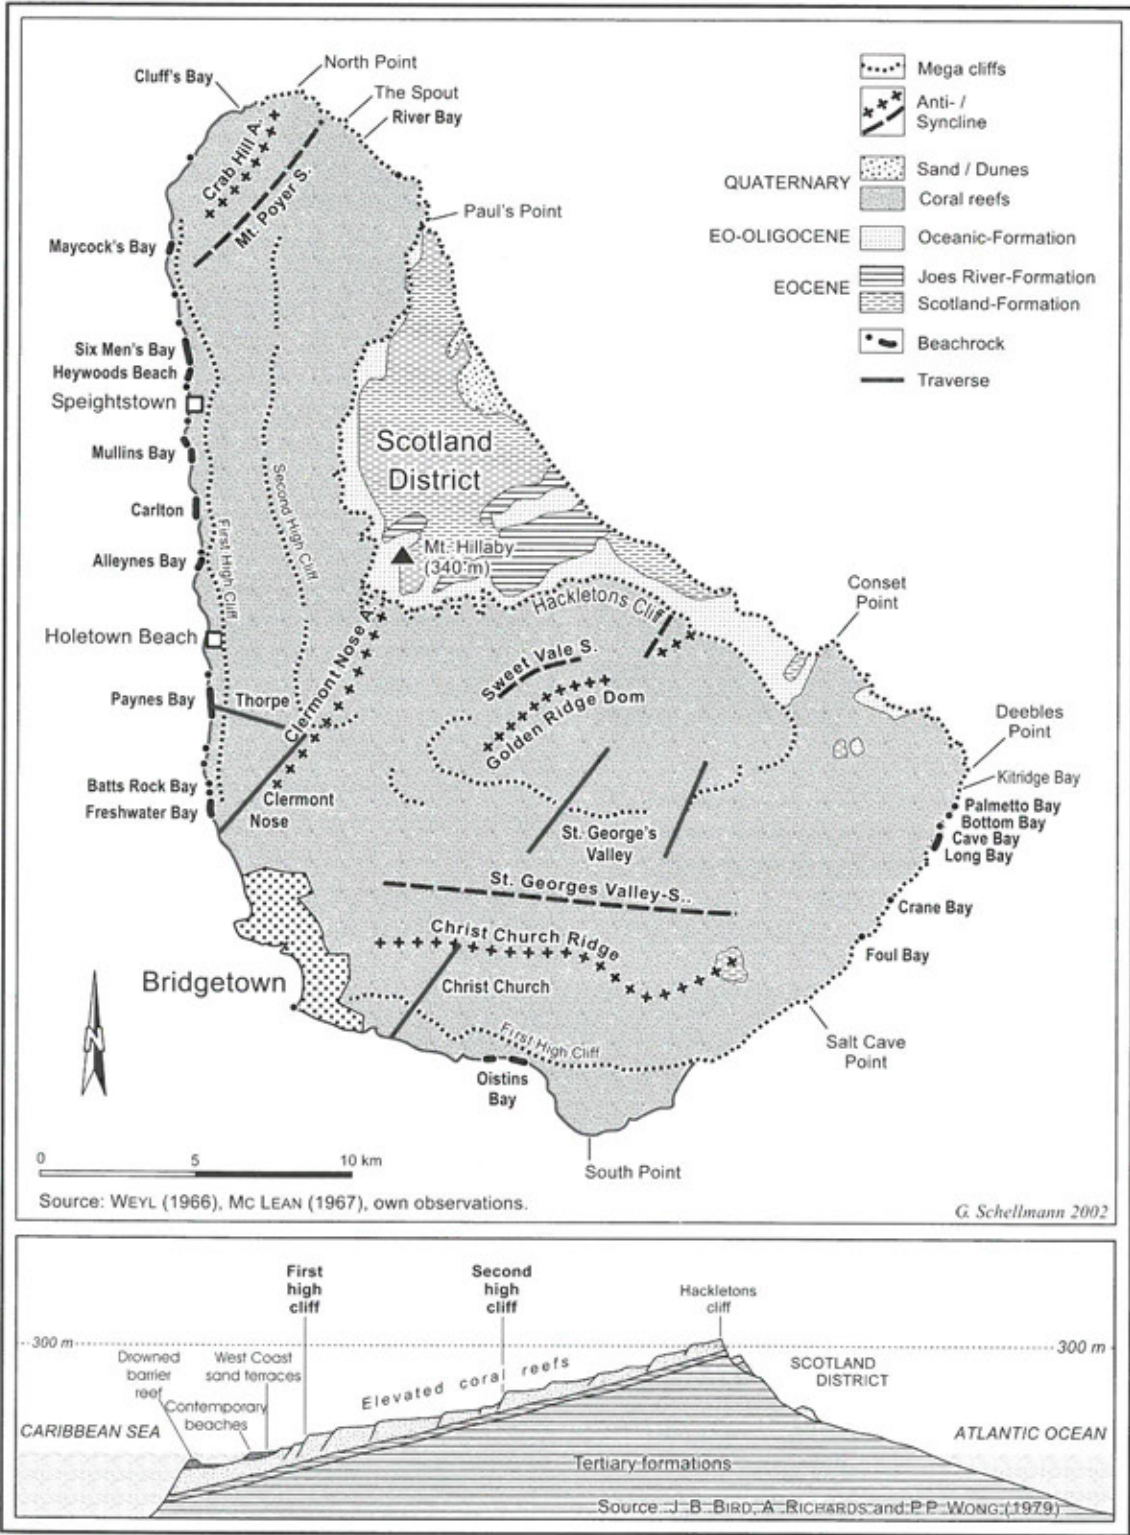 North Point
Cluff's Bay
The Spout
River Bay
Crab Hill A.
Mt. Poyer S.
Paul's Point
Maycock's Bay
Six Men's Bay
Heywoods Beach
Speightstown
Mullins Bay
Carlton
Alleynes Bay
Holetown Beach
Paynes Bay
Batts Rock Bay
Freshwater Bay
First High Cliff
Second High Cliff
Scotland
District
Mt. Hillaby
(340 m)
Hackletons Cliff
Clermont Nose A.
Thorpe
Clermont
Nose
Sweet Vale S.
Golden Ridge Dom
St. George's
Valley
St. Georges Valley-S..
Christ Church Ridge
Christ Church
First High Cliff
Bridgetown
N
Oistins
Bay
South Point
Conset
Point
Deebles
Point
Kitridge Bay
Palmetto Bay
Bottom Bay
Cave Bay
Long Bay
Crane Bay
Foul Bay
Salt Cave
Point
Mega cliffs
Anti- /
Syncline
QUATERNARY
Sand / Dunes
Coral reefs
EO-OLIGOCENE
Oceanic-Formation
EOCENE
Joes River-Formation
Scotland-Formation
Beachrock
Traverse
0 5 10 km
Source: WEYL (1966), MC LEAN (1967), own observations.
G. Schellmann 2002
First
high
cliff
Second
high
cliff
Hackletons
cliff
300 m
300 m
Drowned
barrier
reef
West Coast
sand terraces
Contemporary
beaches
Elevated coral reefs
SCOTLAND
DISTRICT
CARIBBEAN SEA
ATLANTIC OCEAN
Tertiary formations
Source: J. B. BIRD, A. RICHARDS and P.P. WONG (1979)